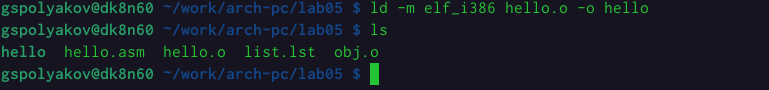 gspolyakov@dk8n60 ~/work/arch-pc/lab05 $ ld -m elf_i386 hello.o -o hello
gspolyakov@dk8n60 ~/work/arch-pc/lab05 $ ls
hello  hello.asm  hello.o  list.lst  obj.o
gspolyakov@dk8n60 ~/work/arch-pc/lab05 $